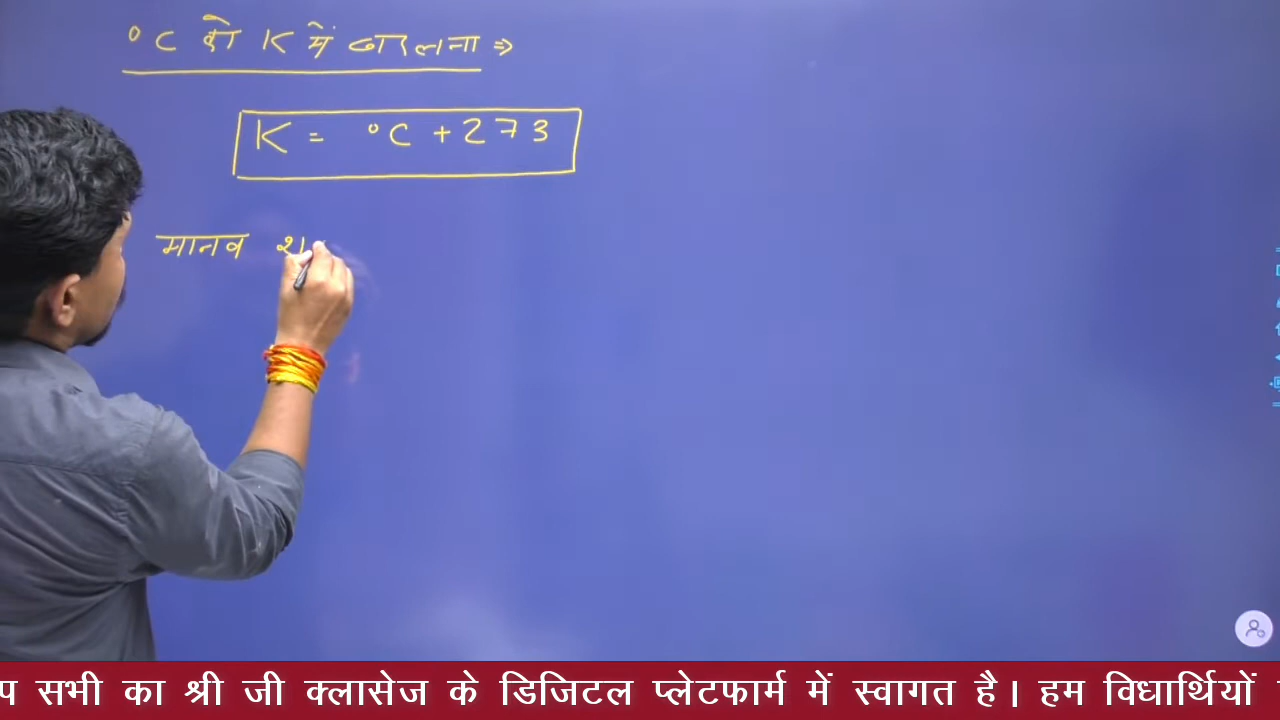 °C को K में बदलना ⇒
K = °C + 273
मानव
सभी का श्री जी क्लासेज के डिजिटल प्लेटफार्म में स्वागत है। हम विधार्थियों